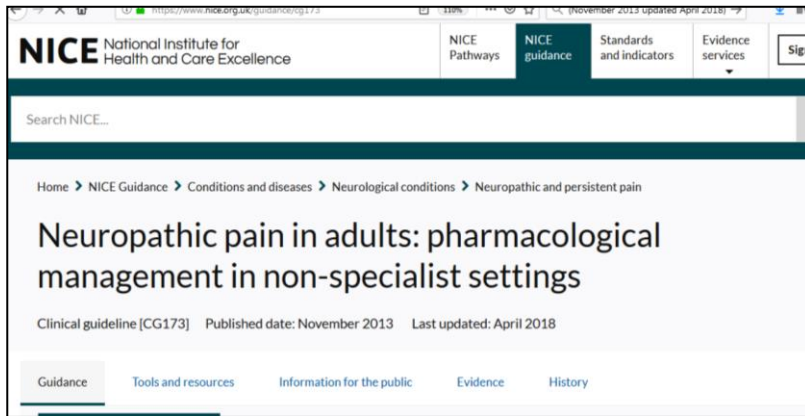 https://www.nice.org.uk/guidance/cg173
110%
(November 2013 updated April 2018)
NICE National Institute for
Health and Care Excellence
NICE
Pathways
NICE
guidance
Standards
and indicators
Evidence
services
Search NICE...
Home > NICE Guidance > Conditions and diseases > Neurological conditions > Neuropathic and persistent pain
Neuropathic pain in adults: pharmacological
management in non-specialist settings
Clinical guideline [CG173] Published date: November 2013 Last updated: April 2018
Guidance Tools and resources Information for the public Evidence History